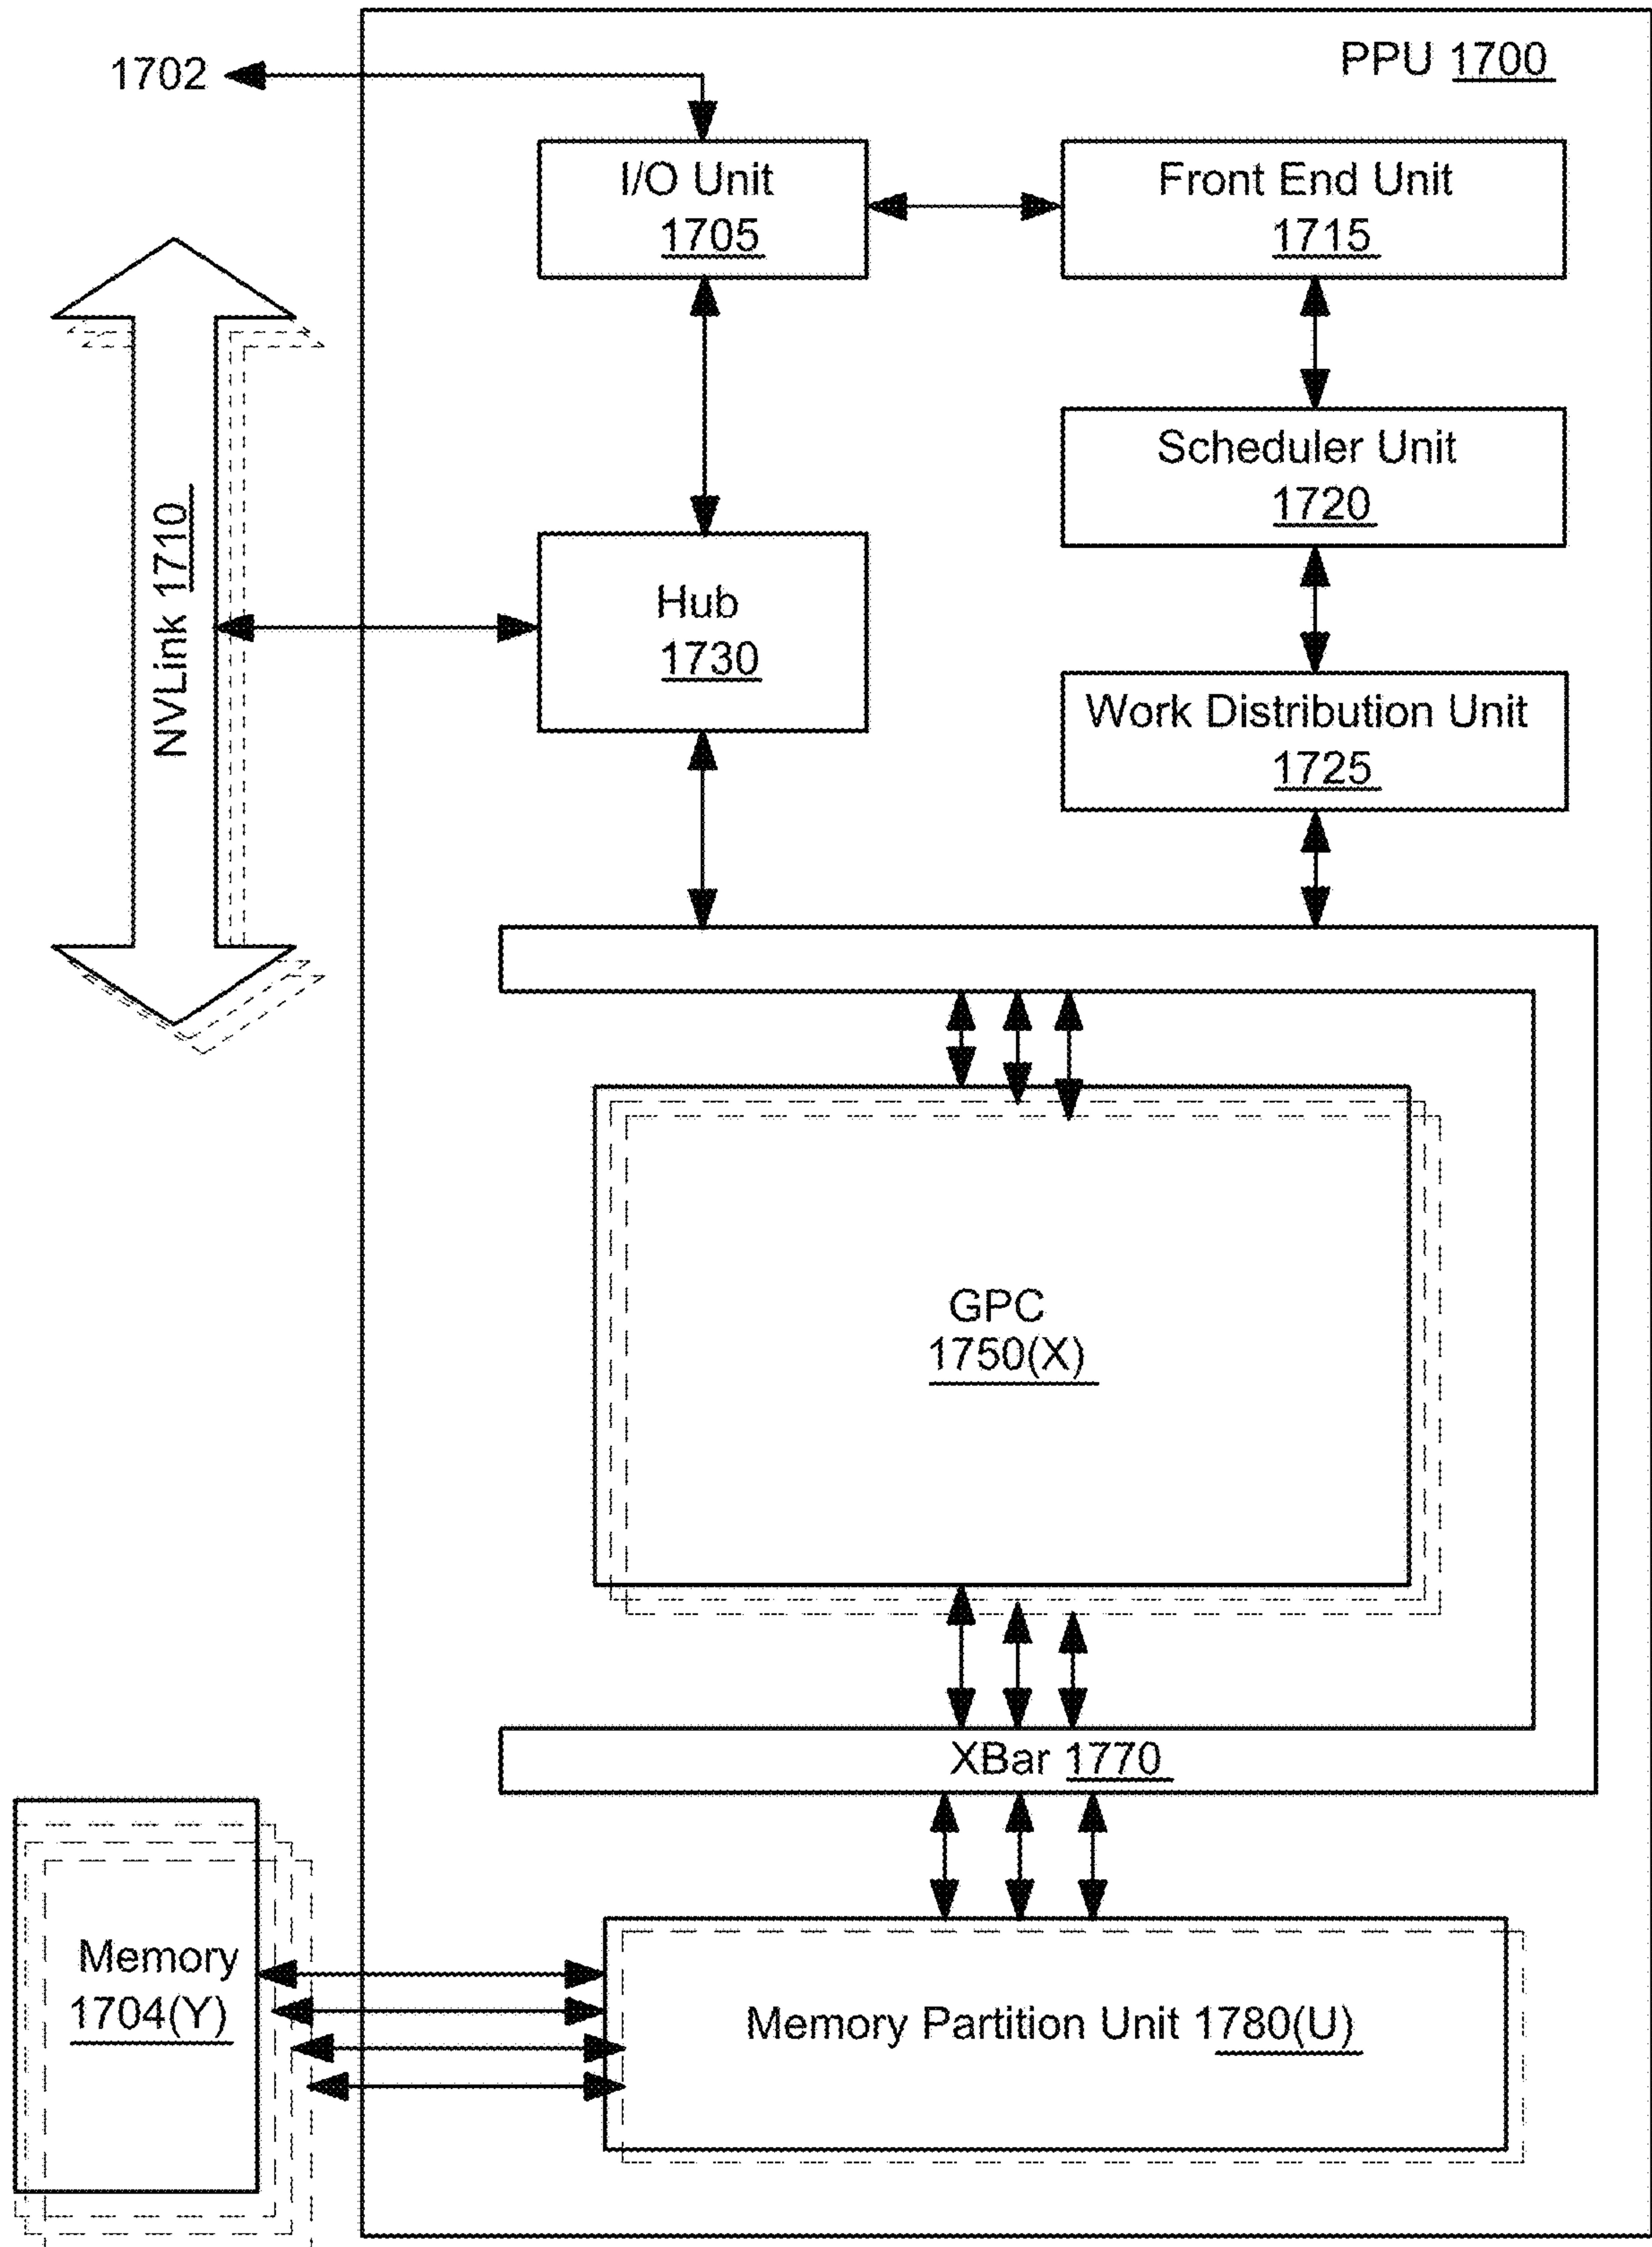 PPU 1700
1702
I/O Unit
1705
Front End Unit
1715
Scheduler Unit
1720
NVLink 1710
Hub
1730
Work Distribution Unit
1725
GPC
1750(X)
XBar 1770
Memory
1704(Y)
Memory Partition Unit 1780(U)